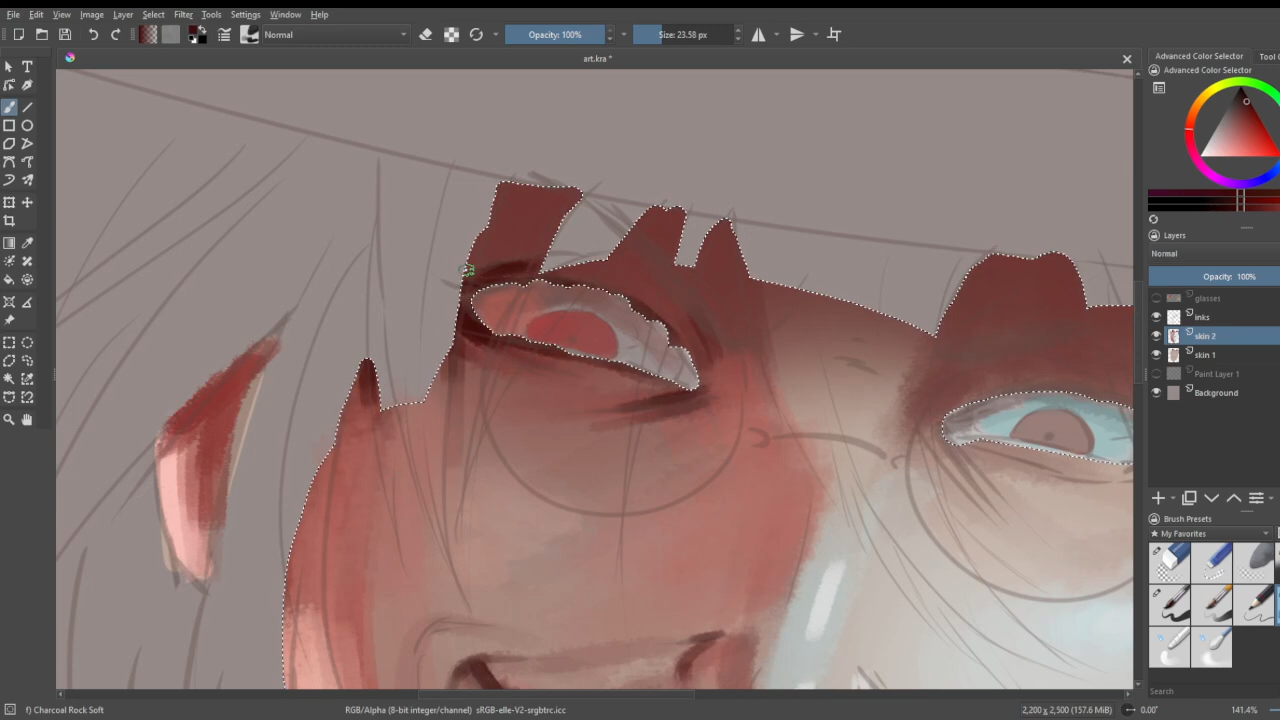 File Edit View Image Layer Select Filter Tools Settings Window Help
Normal
Opacity: 100%
Size: 23.58 px
art.kra *
Advanced Color Selector
Tool
Advanced Color Selector
Layers
Normal
Opacity: 100%
glasses
inks
skin 2
skin 1
Paint Layer 1
Background
Brush Presets
My Favorites
Search
f) Charcoal Rock Soft
RGB/Alpha (8-bit integer/channel) sRGB-elle-V2-srgbtrc.icc
2,200 x 2,500 (157.6 MiB)
0.00°
141.4%